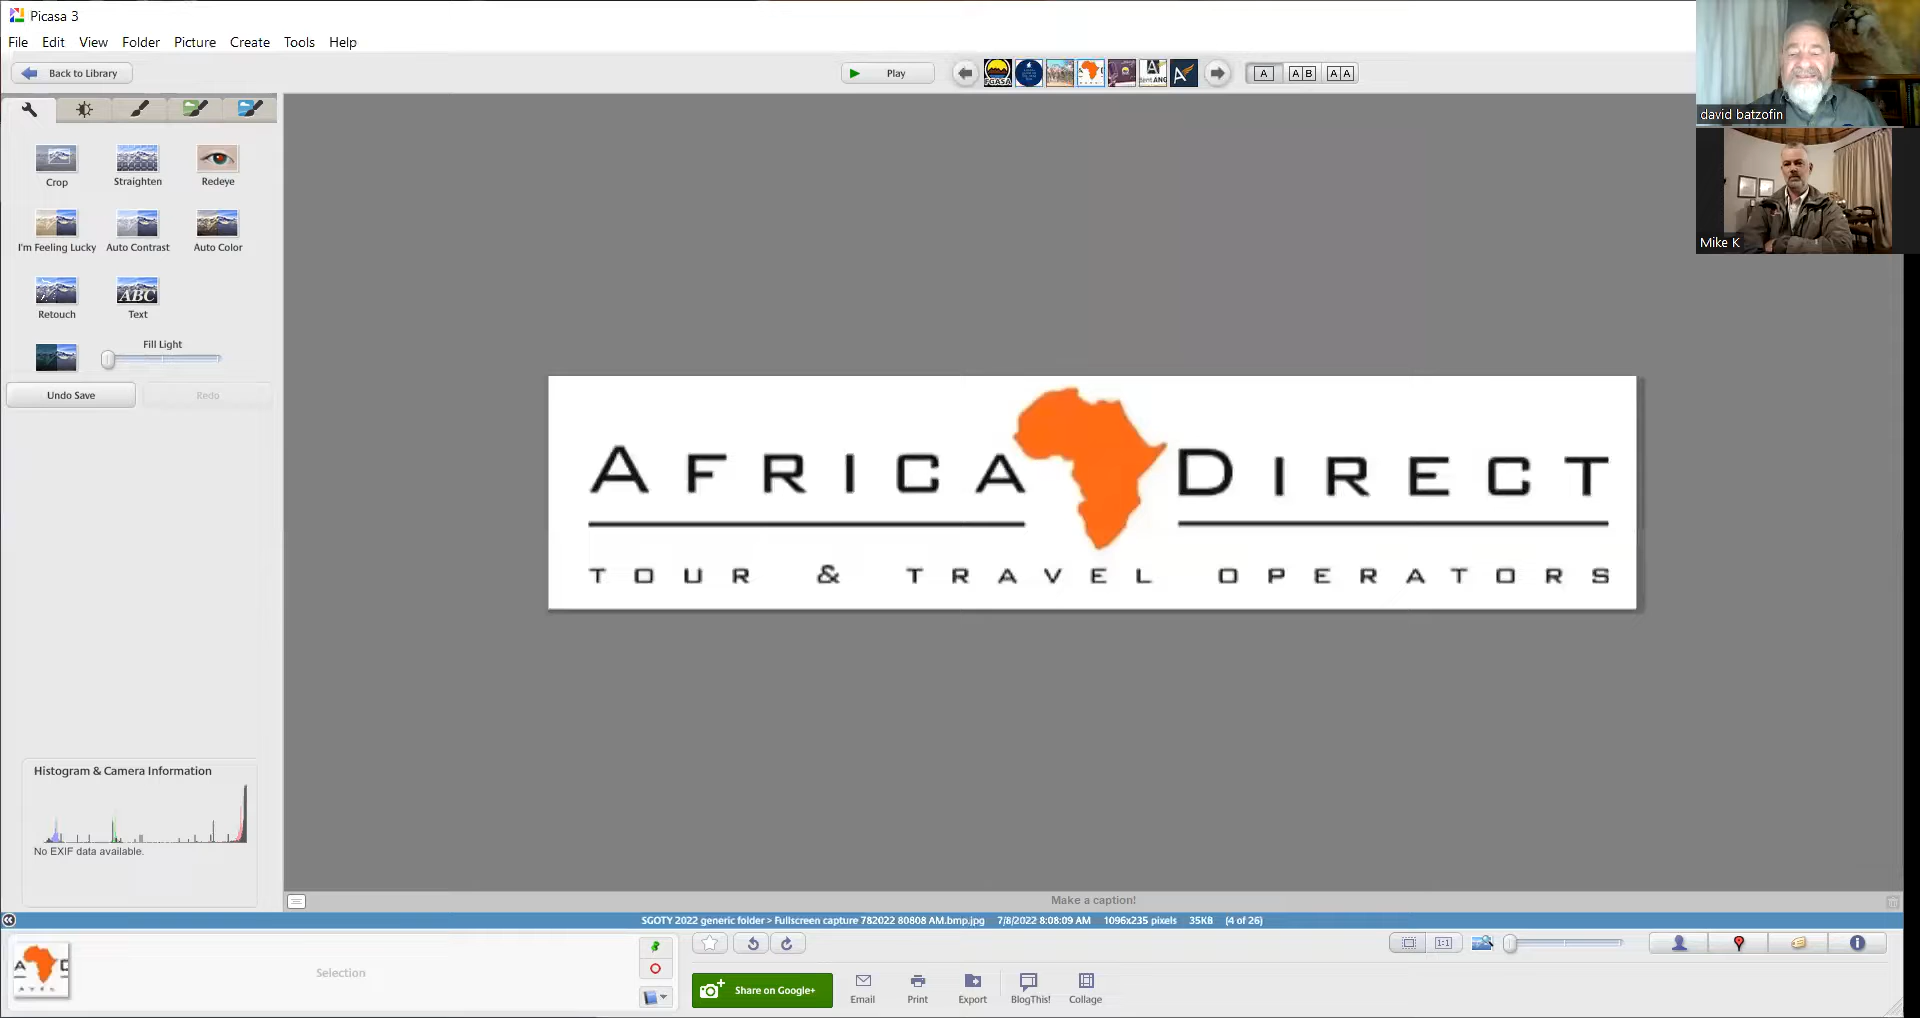 Picasa 3
File Edit View Folder Picture Create Tools Help
Back to Library
Play
FGASA
A
A B
A A
david batzofin
Mike K
Crop Straighten Redeye
I'm Feeling Lucky Auto Contrast Auto Color
Retouch Text
ABC
Fill Light
Undo Save Redo
AFRICA DIRECT
TOUR & TRAVEL OPERATORS
Histogram & Camera Information
No EXIF data available.
Make a caption!
SGOTY 2022 generic folder > Fullscreen capture 782022 80808 AM.bmp.jpg 7/8/2022 8:08:09 AM 1096x235 pixels 35KB (4 of 26)
Selection
1:1
Share on Google+
Email Print Export BlogThis! Collage